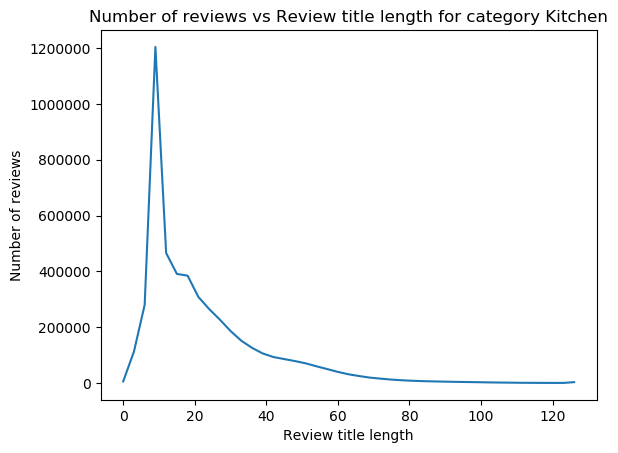 Number of reviews vs Review title length for category Kitchen
1200000
1000000
800000
600000
400000
200000
0
Number of reviews
0 20 40 60 80 100 120
Review title length